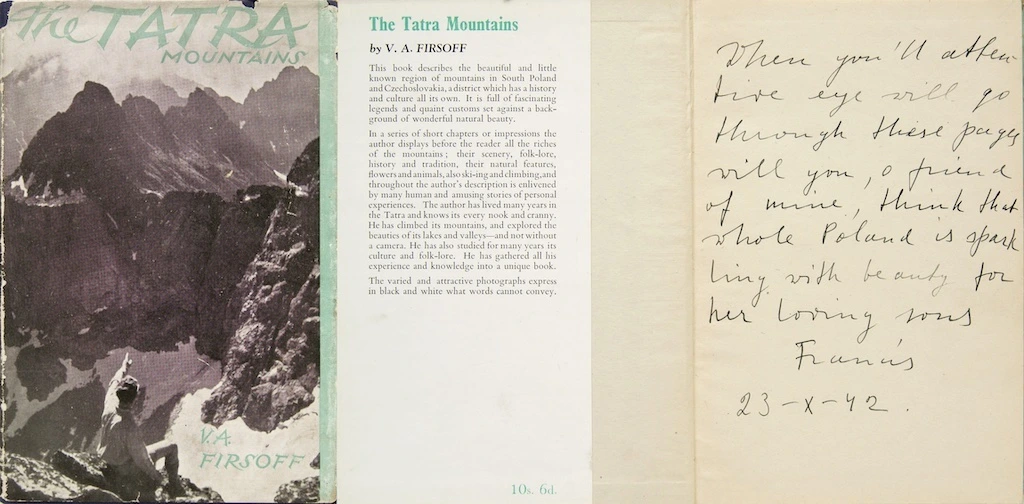 The TATRA
MOUNTAINS
V.A.
FIRSOFF
The Tatra Mountains
by V. A. FIRSOFF
This book describes the beautiful and little
known region of mountains in South Poland
and Czechoslovakia, a district which has a history
and culture all its own. It is full of fascinating
legends and quaint customs set against a back-
ground of wonderful natural beauty.
In a series of short chapters or impressions the
author displays before the reader all the riches
of the mountains; their scenery, folk-lore,
history and tradition, their natural features,
flowers and animals, also ski-ing and climbing, and
throughout the author's description is enlivened
by many human and amusing stories of personal
experiences. The author has lived many years in
the Tatra and knows its every nook and cranny.
He has climbed its mountains, and explored the
beauties of its lakes and valleys—and not without
a camera. He has also studied for many years its
culture and folk-lore. He has gathered all his
experience and knowledge into a unique book.
The varied and attractive photographs express
in black and white what words cannot convey.
10s. 6d.
When you'll atten-
tive eye will go
through these pages
will you, o friend
of mine, think that
whole Poland is spark
ling with beauty for
her loving sons
Francis
23-X-42.